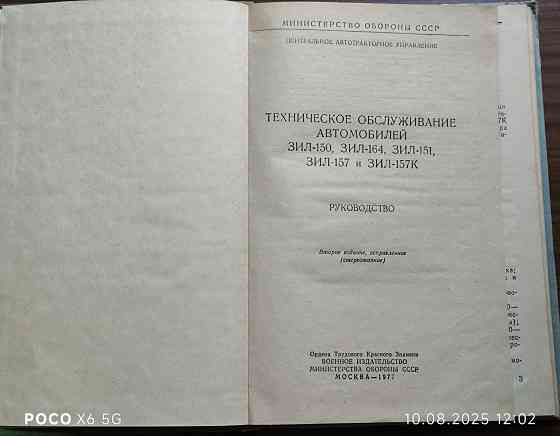 МИНИСТЕРСТВО ОБОРОНЫ СССР
ЦЕНТРАЛЬНОЕ АВТОТРАКТОРНОЕ УПРАВЛЕНИЕ
ТЕХНИЧЕСКОЕ ОБСЛУЖИВАНИЕ
АВТОМОБИЛЕЙ
ЗИЛ-150, ЗИЛ-164, ЗИЛ-151,
ЗИЛ-157 и ЗИЛ-157К
РУКОВОДСТВО
Второе издание, исправленное
(стереотипное)
Ордена Трудового Красного Знамени
ВОЕННОЕ ИЗДАТЕЛЬСТВО
МИНИСТЕРСТВА ОБОРОНЫ СССР
МОСКВА—1977
3
POCO X6 5G
10.08.2025 12:02